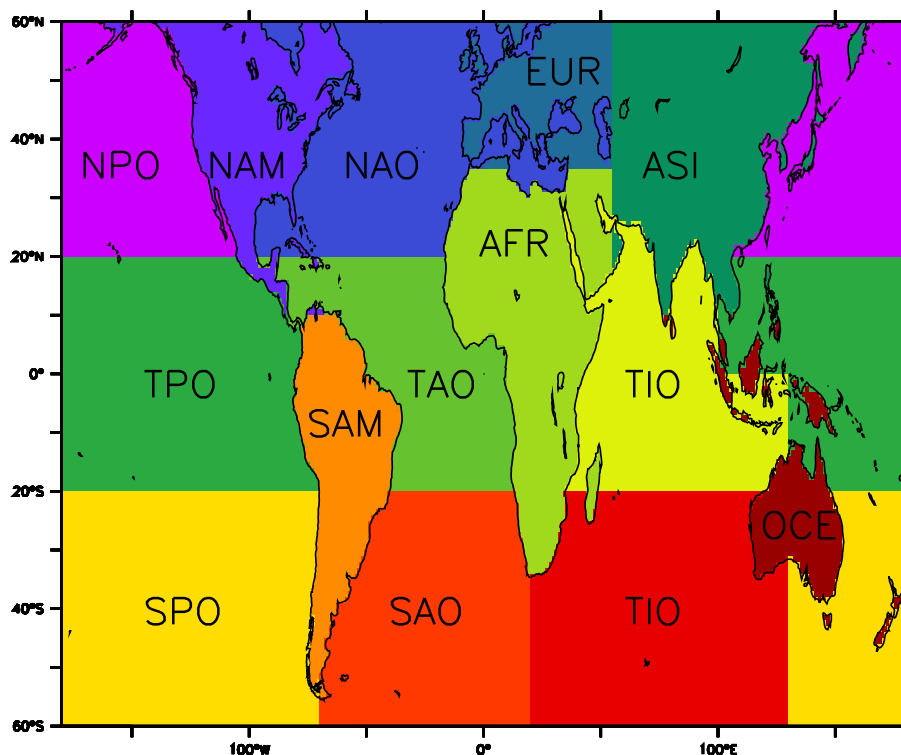 60°N
EUR
40°N
NPO NAM NAO ASI
AFR
20°N
0°
TPO TAO TIO
SAM
20°S
OCE
40°S
SPO SAO TIO
60°S
100°W 0° 100°E